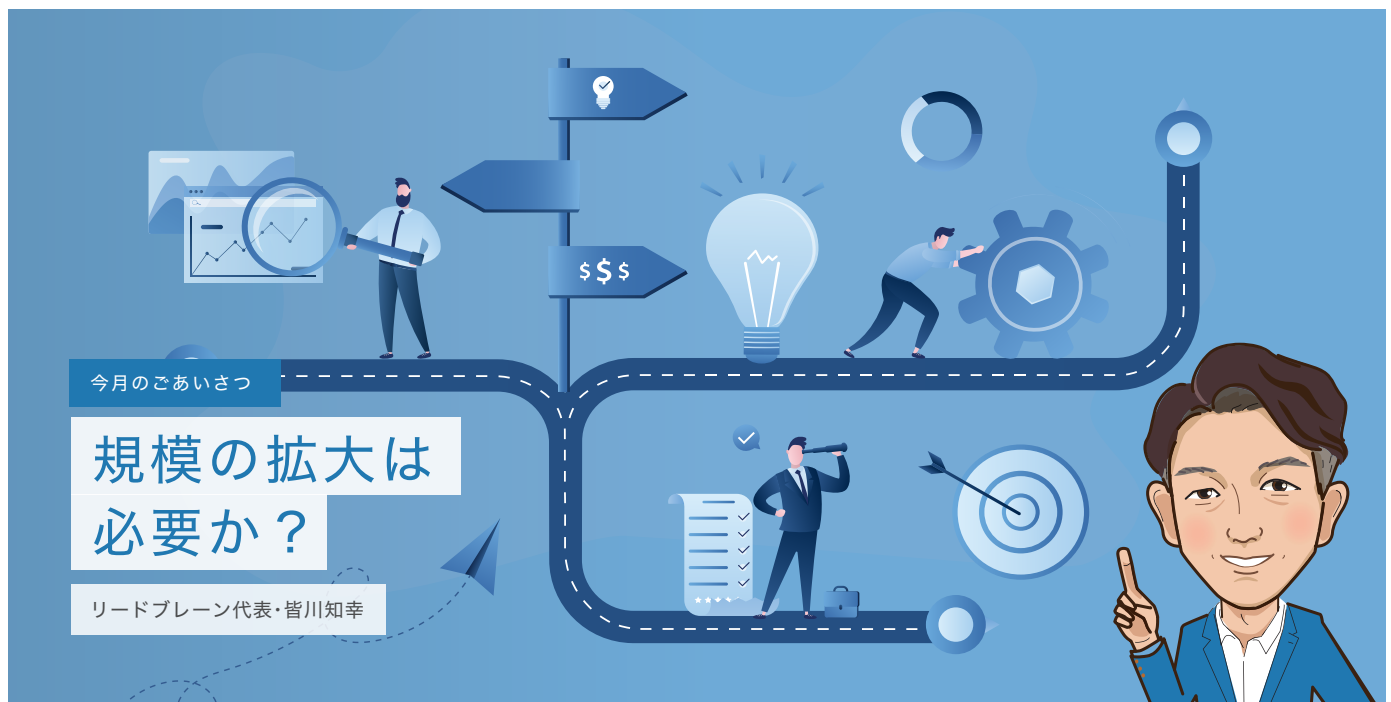 $$$
今月のごあいさつ
規模の拡大は
必要か？
リードブレーン代表・皆川知幸